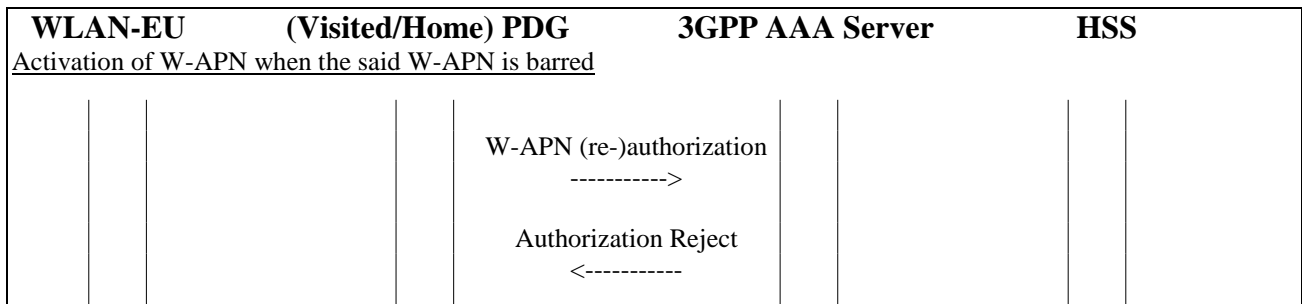 WLAN-EU (Visited/Home) PDG 3GPP AAA Server HSS
Activation of W-APN when the said W-APN is barred
W-APN (re-)authorization
----------->
Authorization Reject
<-----------